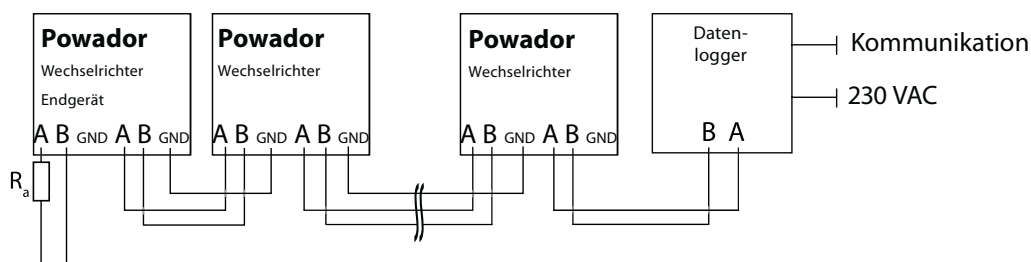 Powador
Wechselrichter
Endgerät
A B GND A B GND
Powador
Wechselrichter
A B GND A B GND
Powador
Wechselrichter
A B GND A B GND
Daten-
logger
B A
Kommunikation
230 VAC
Ra